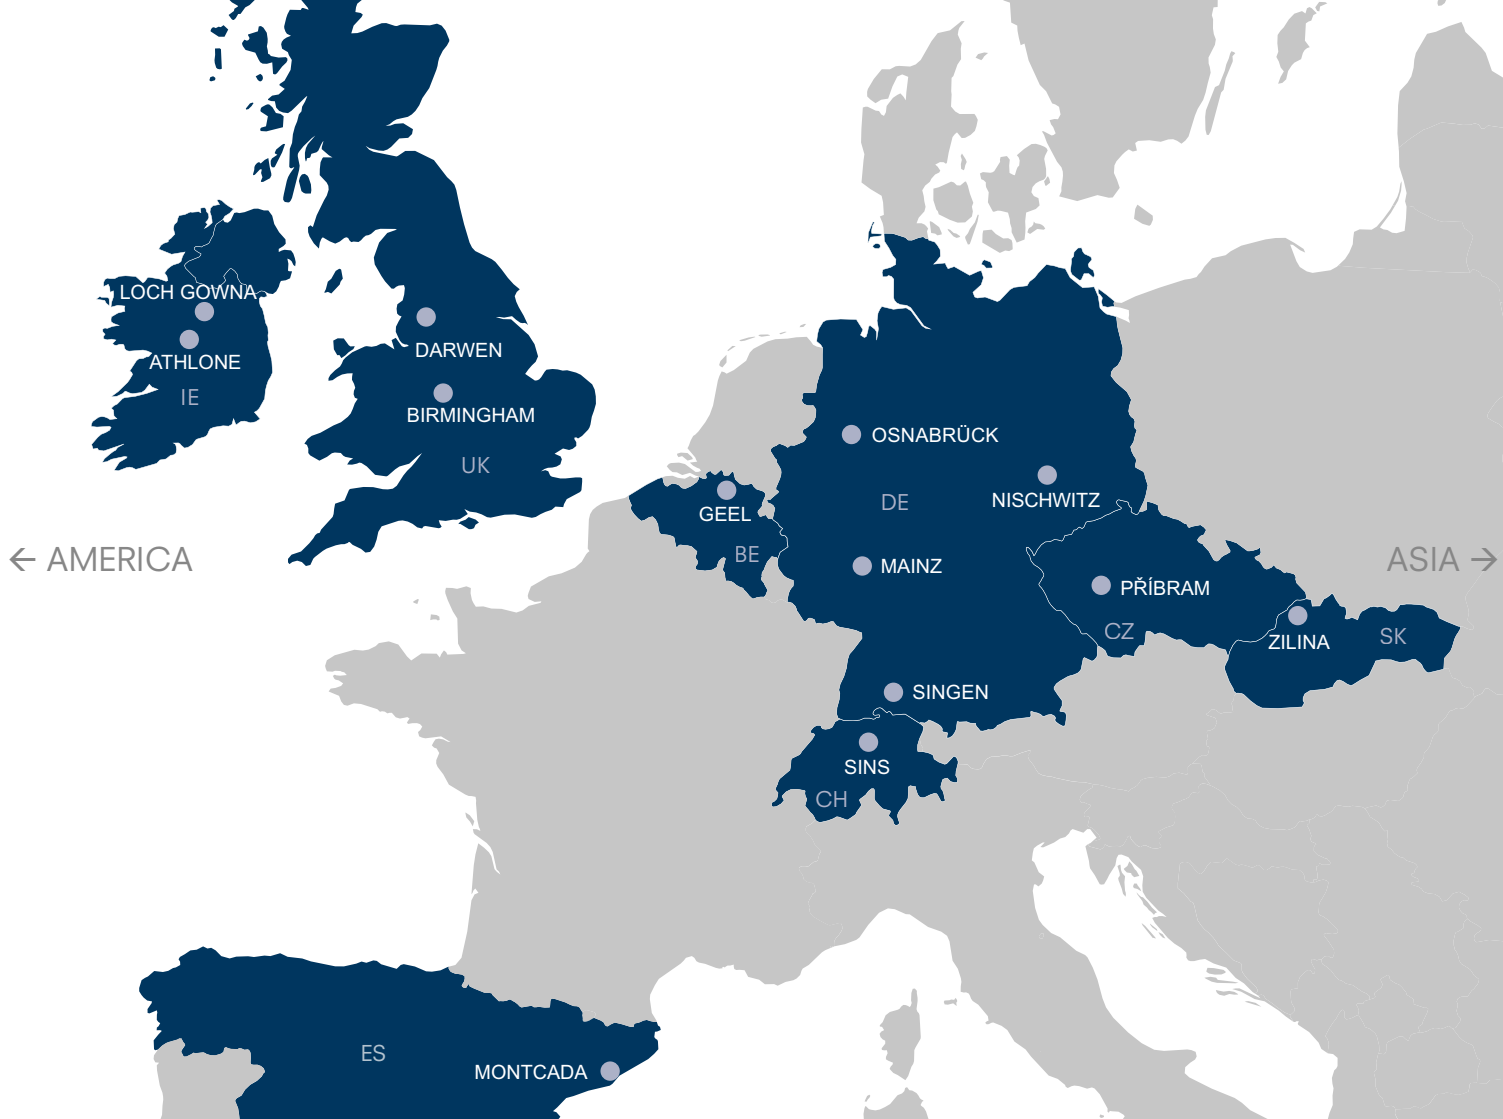 LOCH GOWNA
ATHLONE
IE
DARWEN
BIRMINGHAM
UK
OSNABRÜCK
NISCHWITZ
DE
GEEL
BE
MAINZ
← AMERICA
ASIA →
PŘÍBRAM
CZ
ZILINA
SK
SINGEN
SINS
CH
ES
MONTCADA